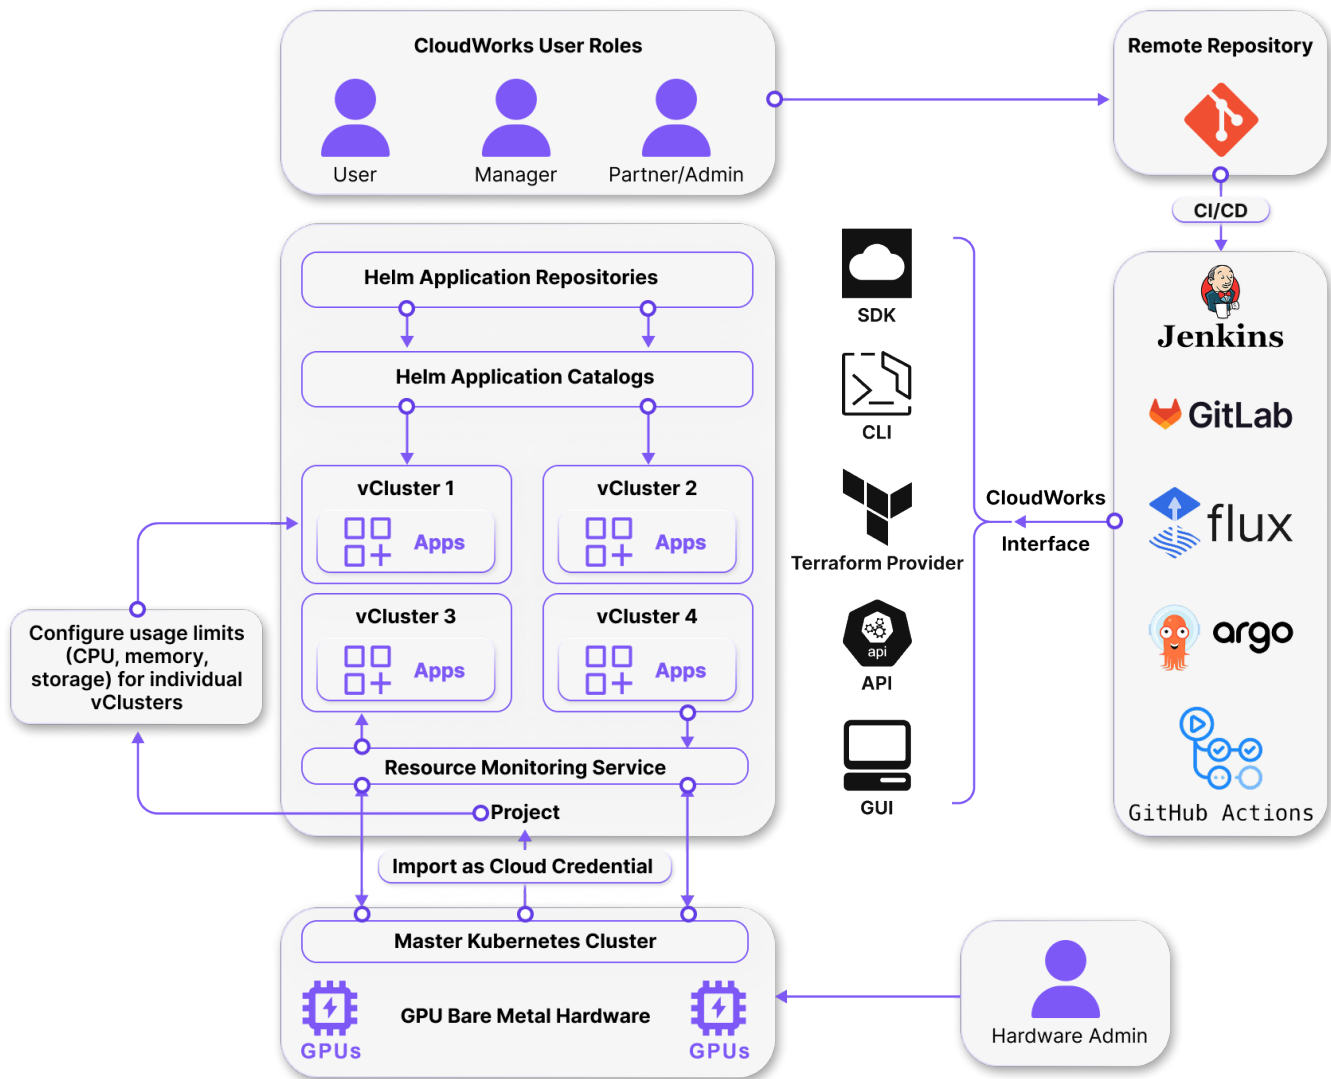 CloudWorks User Roles
User
Manager
Partner/Admin
Remote Repository
CI/CD
Helm Application Repositories
Helm Application Catalogs
vCluster 1
Apps
vCluster 2
Apps
vCluster 3
Apps
vCluster 4
Apps
Resource Monitoring Service
Project
Configure usage limits
(CPU, memory,
storage) for individual
vClusters
Import as Cloud Credential
Master Kubernetes Cluster
GPU Bare Metal Hardware
GPUs
GPUs
Hardware Admin
SDK
CLI
Terraform Provider
api
API
GUI
CloudWorks
Interface
Jenkins
GitLab
flux
argo
GitHub Actions